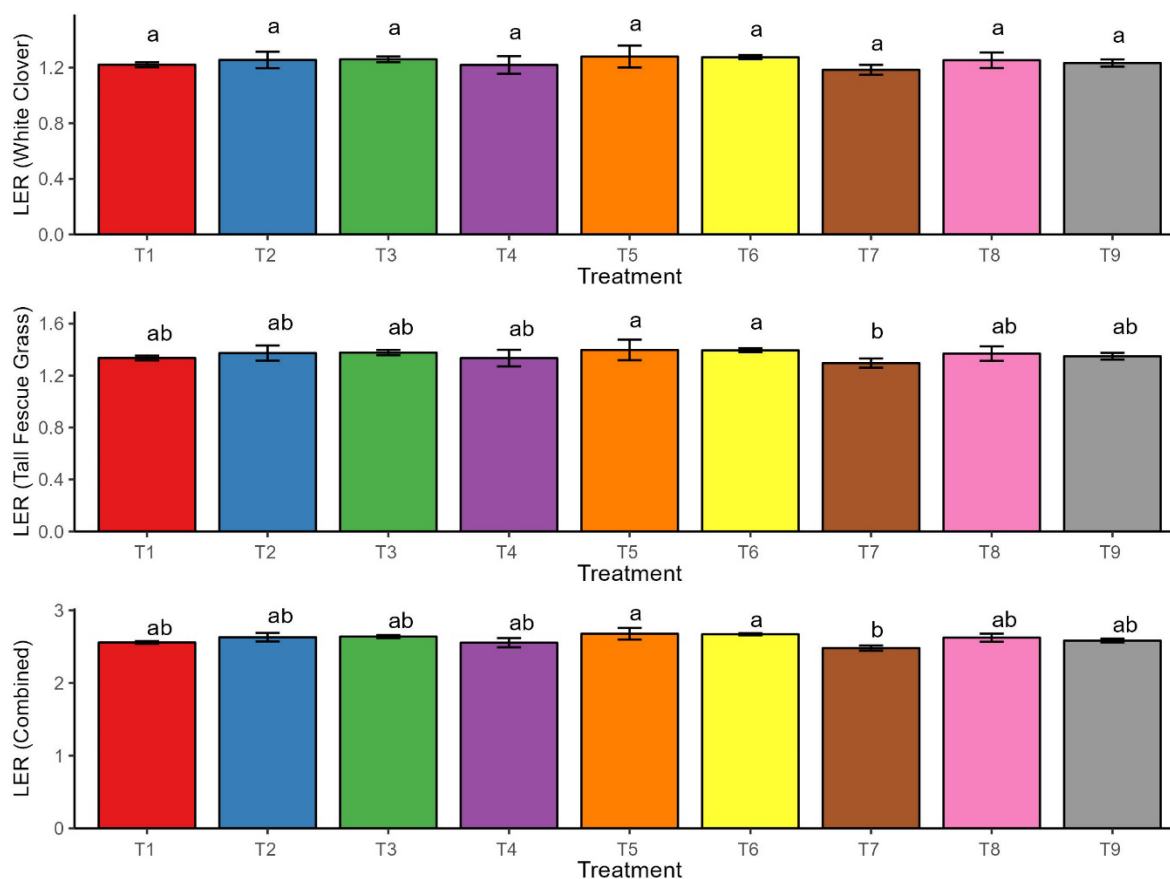 LER (White Clover)
1.2
0.8
0.4
0.0
a a a a a a a a a
T1 T2 T3 T4 T5 T6 T7 T8 T9
Treatment
LER (Tall Fescue Grass)
1.6
1.2
0.8
0.4
0.0
ab ab ab ab a a b ab ab
T1 T2 T3 T4 T5 T6 T7 T8 T9
Treatment
LER (Combined)
3
2
1
0
ab ab ab ab a a b ab ab
T1 T2 T3 T4 T5 T6 T7 T8 T9
Treatment